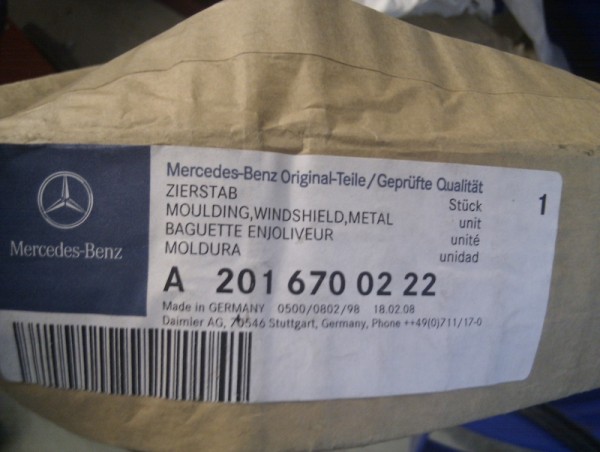 Mercedes-Benz
Mercedes-Benz Original-Teile/Geprüfte Qualität
ZIERSTAB Stück 1
MOULDING,WINDSHIELD,METAL unit
BAGUETTE ENJOLIVEUR unité
MOLDURA unidad
A 201 670 02 22
Made in GERMANY 0500/0802/98 18.02.08
Daimler AG, 70546 Stuttgart, Germany, Phone ++49(0)711/17-0